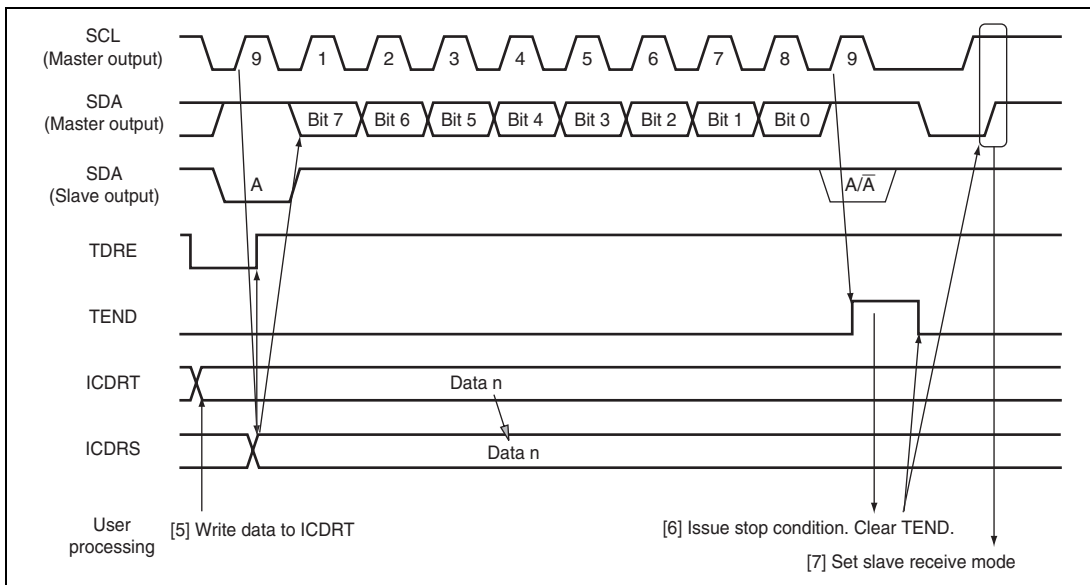 SCL
(Master output)
9 1 2 3 4 5 6 7 8 9
SDA
(Master output)
Bit 7 Bit 6 Bit 5 Bit 4 Bit 3 Bit 2 Bit 1 Bit 0
SDA
(Slave output)
A A/A̅
TDRE
TEND
ICDRT
Data n
ICDRS
Data n
User
processing
[5] Write data to ICDRT
[6] Issue stop condition. Clear TEND.
[7] Set slave receive mode